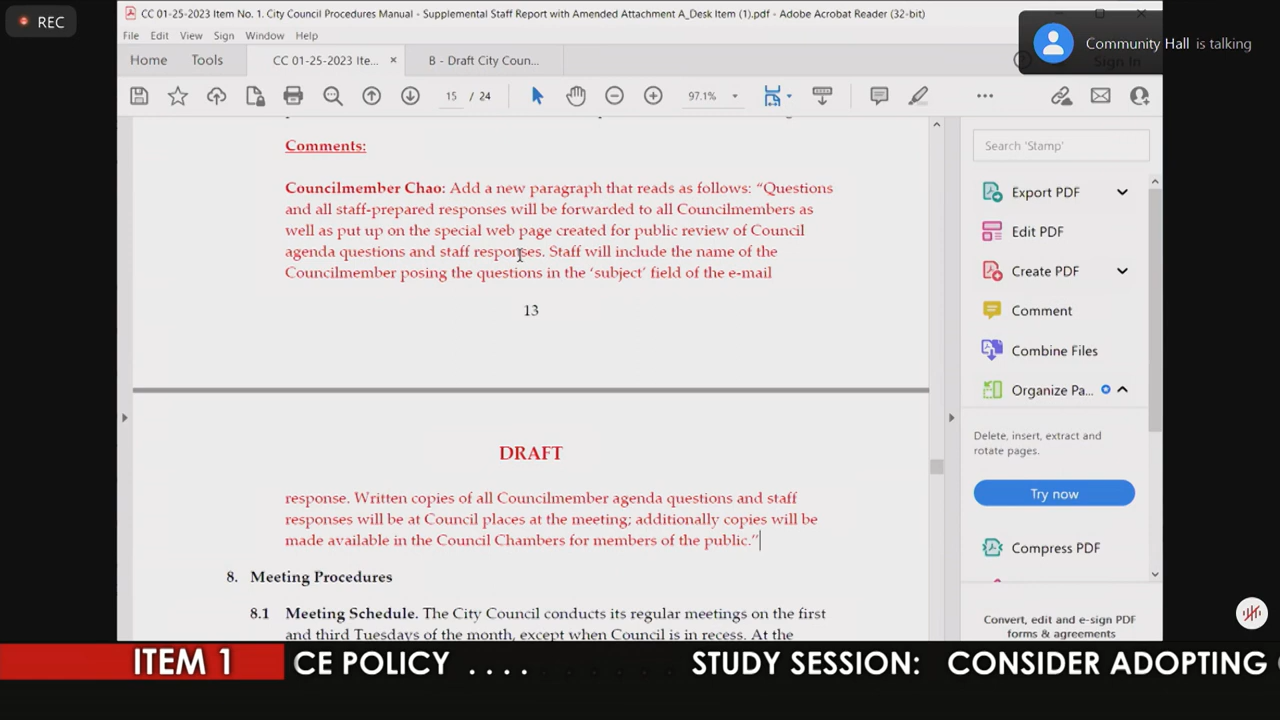 REC
CC 01-25-2023 Item No. 1. City Council Procedures Manual - Supplemental Staff Report with Amended Attachment A_Desk Item (1).pdf - Adobe Acrobat Reader (32-bit)
Community Hall is talking
File Edit View Sign Window Help
Home Tools CC 01-25-2023 Ite... × B - Draft City Coun...
Sign In
15 / 24 97.1%
Comments:
Councilmember Chao: Add a new paragraph that reads as follows: “Questions
and all staff-prepared responses will be forwarded to all Councilmembers as
well as put up on the special web page created for public review of Council
agenda questions and staff responses. Staff will include the name of the
Councilmember posing the questions in the ‘subject’ field of the e-mail
13
DRAFT
response. Written copies of all Councilmember agenda questions and staff
responses will be at Council places at the meeting; additionally copies will be
made available in the Council Chambers for members of the public.”
8. Meeting Procedures
8.1 Meeting Schedule. The City Council conducts its regular meetings on the first
and third Tuesdays of the month, except when Council is in recess. At the
Search 'Stamp'
Export PDF
Edit PDF
Create PDF
Comment
Combine Files
Organize Pa...
Delete, insert, extract and
rotate pages.
Try now
Compress PDF
Convert, edit and e-sign PDF
forms & agreements
ITEM 1 CE POLICY . . . . STUDY SESSION: CONSIDER ADOPTING